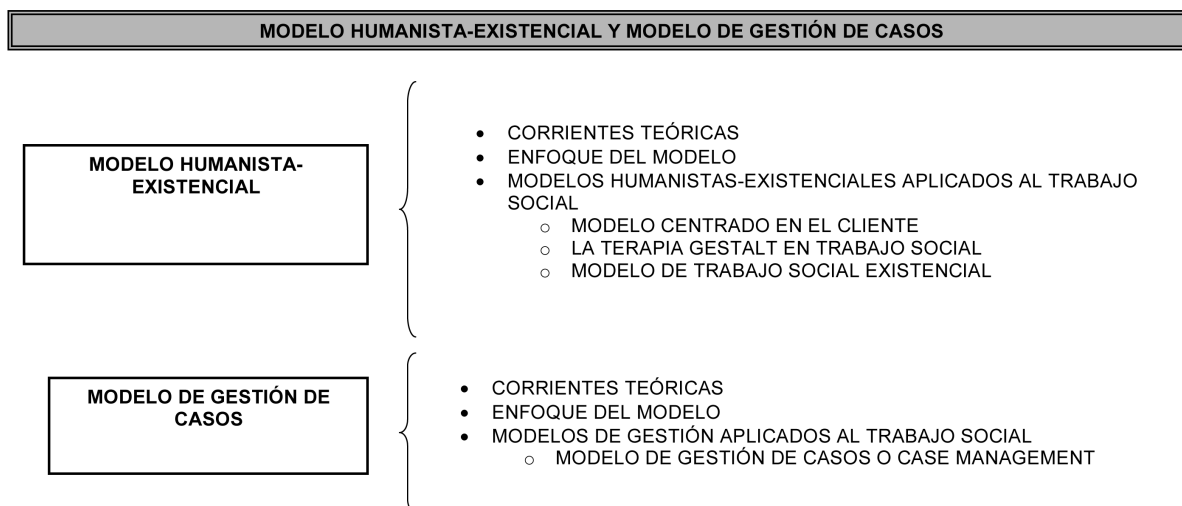 MODELO HUMANISTA-EXISTENCIAL Y MODELO DE GESTIÓN DE CASOS
MODELO HUMANISTA-
EXISTENCIAL
• CORRIENTES TEÓRICAS
• ENFOQUE DEL MODELO
• MODELOS HUMANISTAS-EXISTENCIALES APLICADOS AL TRABAJO
SOCIAL
○ MODELO CENTRADO EN EL CLIENTE
○ LA TERAPIA GESTALT EN TRABAJO SOCIAL
○ MODELO DE TRABAJO SOCIAL EXISTENCIAL
MODELO DE GESTIÓN DE
CASOS
• CORRIENTES TEÓRICAS
• ENFOQUE DEL MODELO
• MODELOS DE GESTIÓN APLICADOS AL TRABAJO SOCIAL
○ MODELO DE GESTIÓN DE CASOS O CASE MANAGEMENT